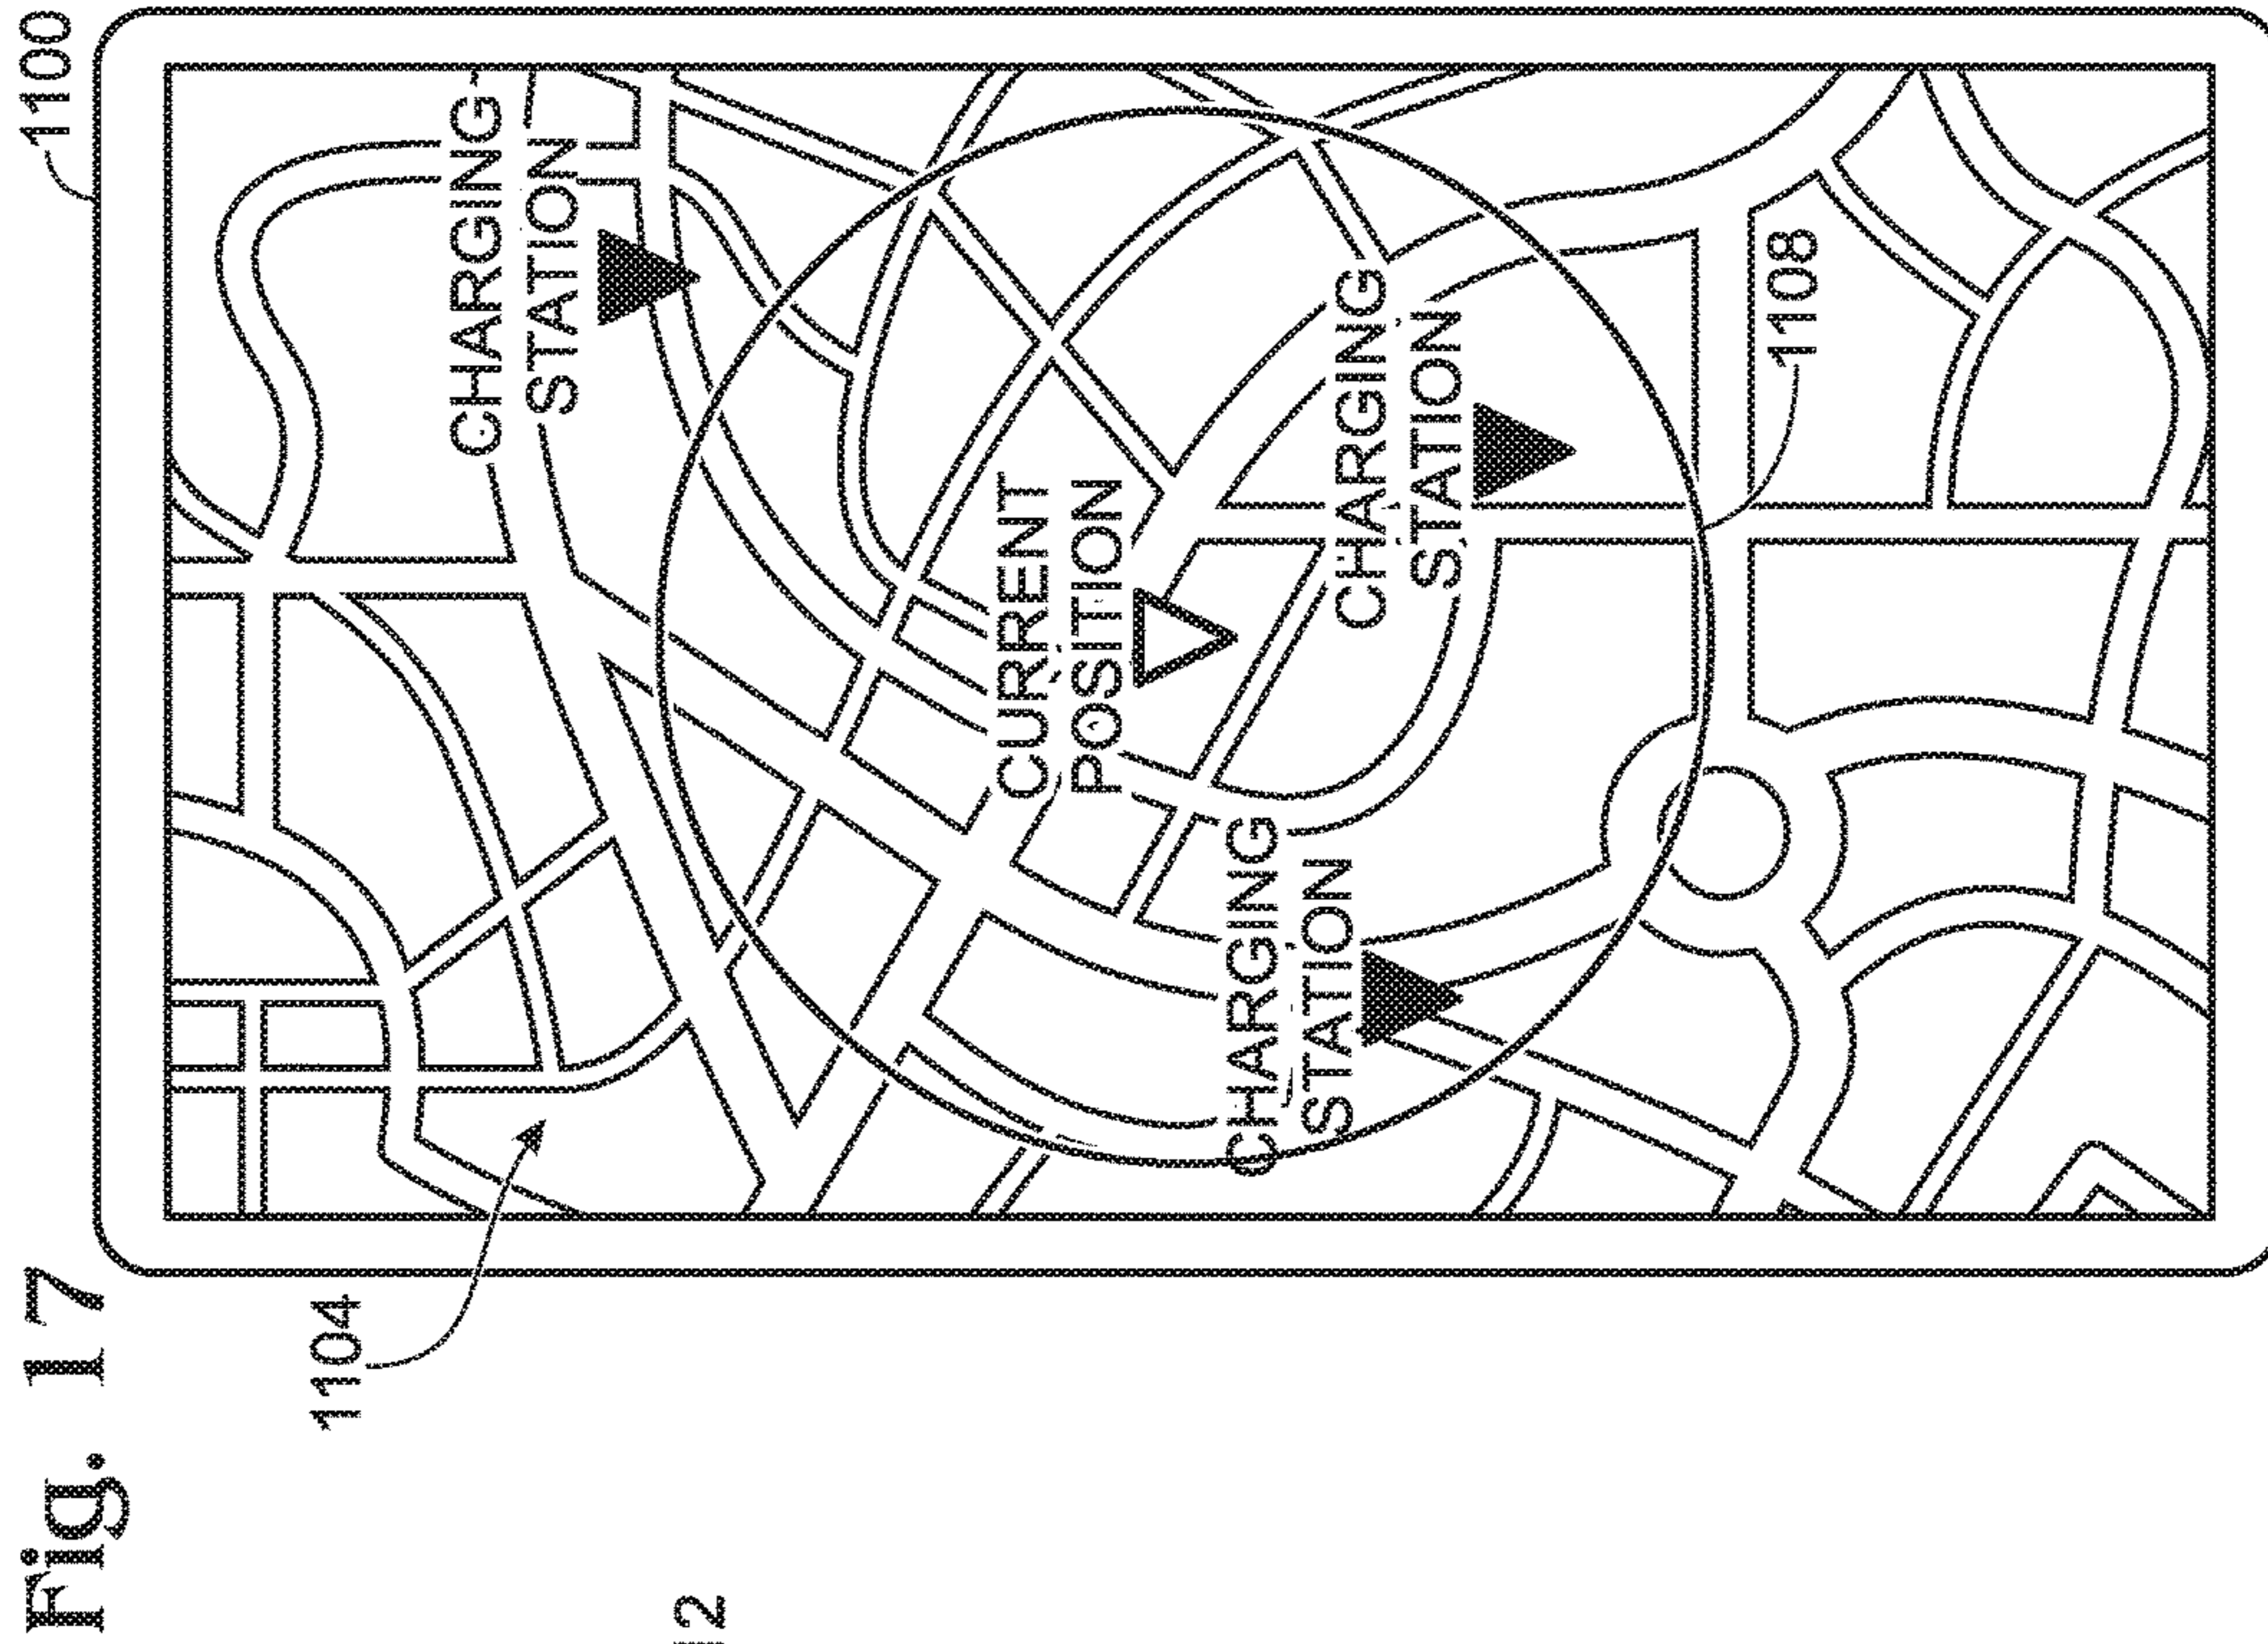 Fig. 17
1100
1104
CHARGING
STATION
CURRENT
POSITION
CHARGING
STATION
CHARGING
STATION
1108